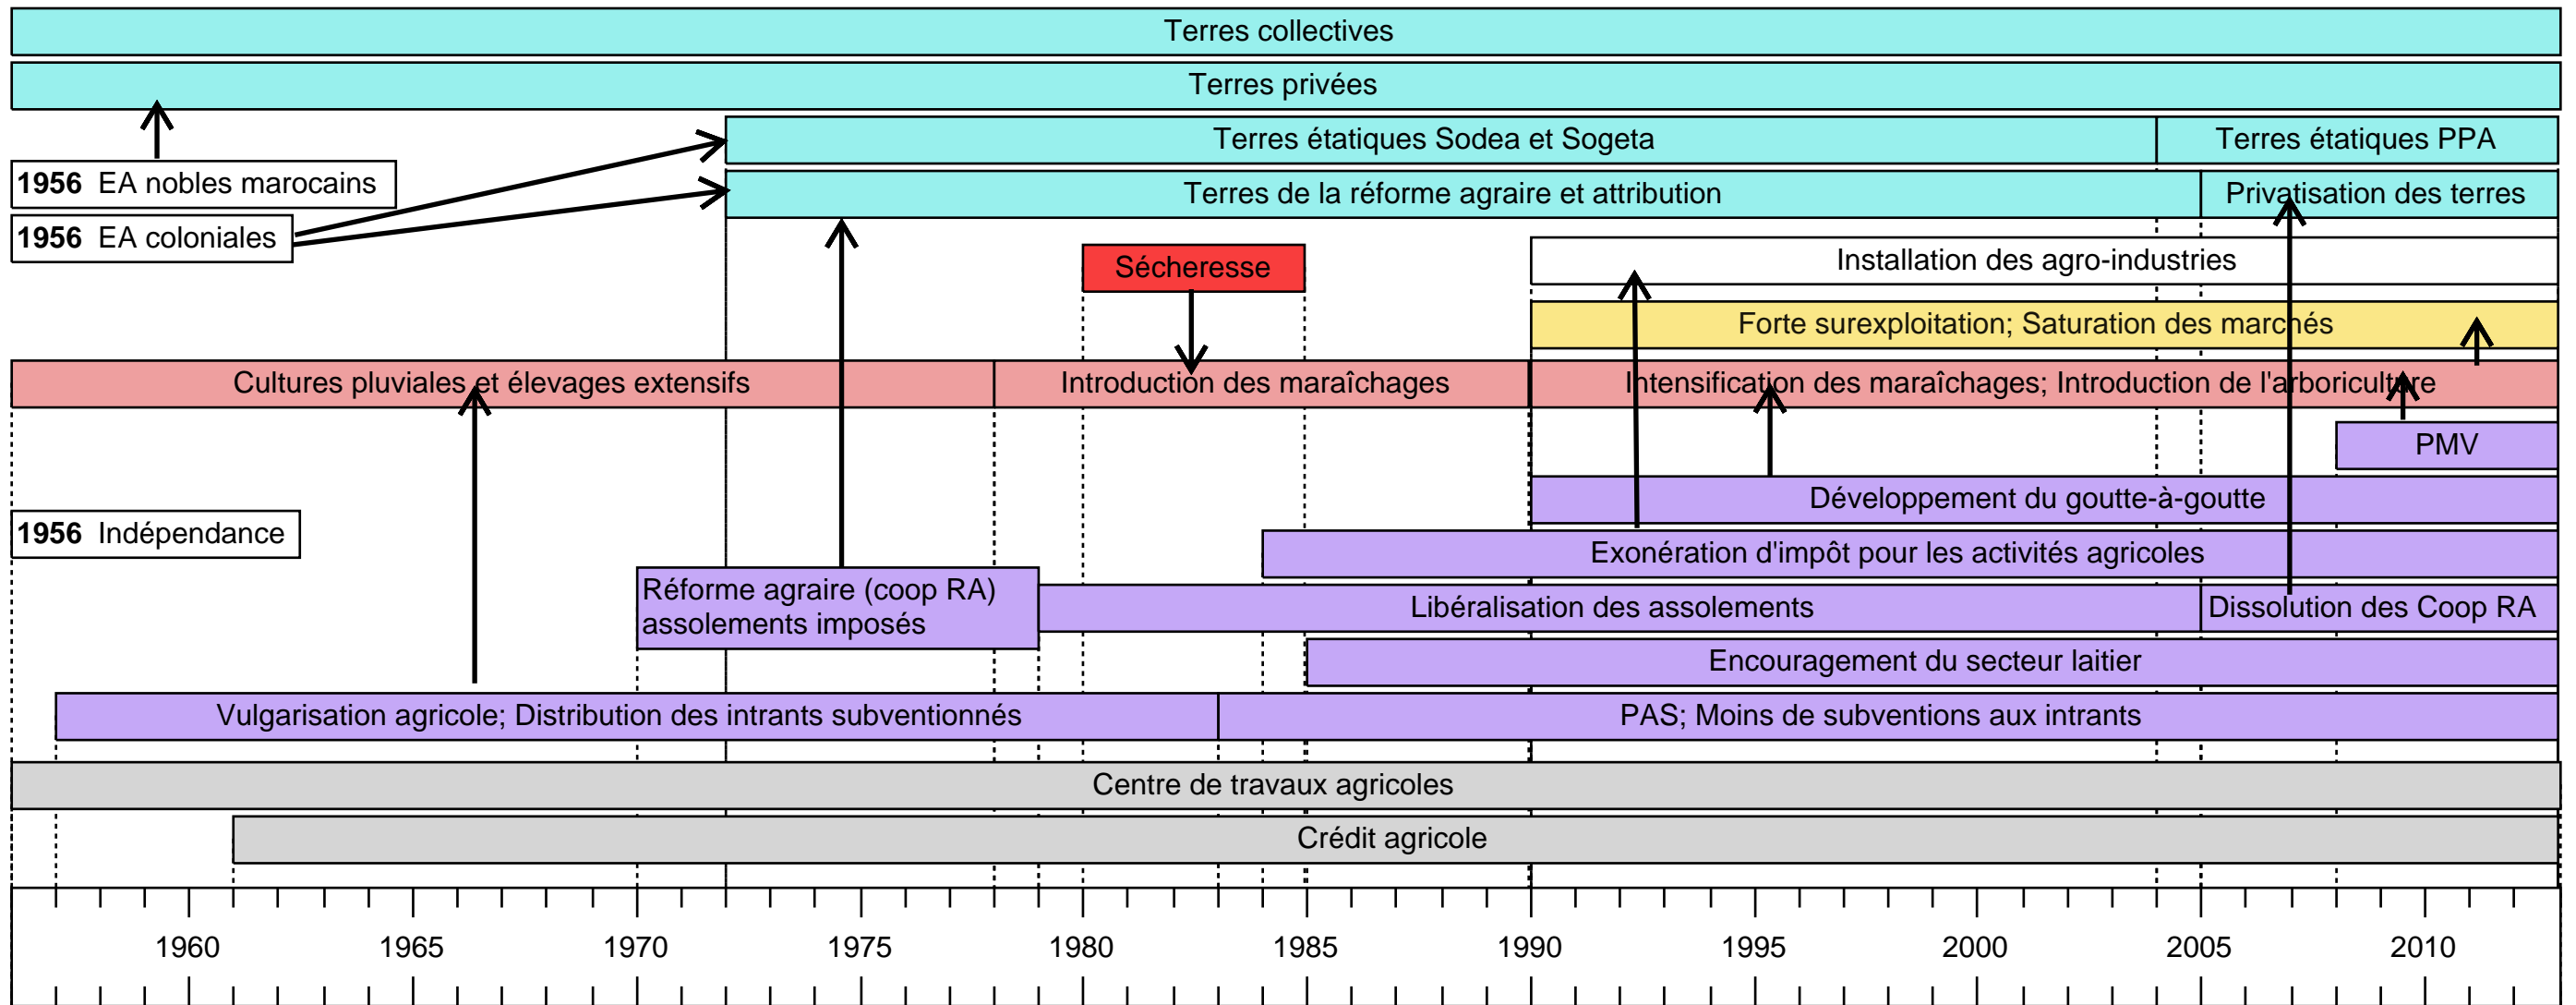 Terres collectives
Terres privées
Terres étatiques Sodea et Sogeta
Terres étatiques PPA
1956 EA nobles marocains
Terres de la réforme agraire et attribution
Privatisation des terres
1956 EA coloniales
Sécheresse
Installation des agro-industries
Forte surexploitation; Saturation des marchés
Cultures pluviales et élevages extensifs
Introduction des maraîchages
Intensification des maraîchages; Introduction de l'arboriculture
PMV
Développement du goutte-à-goutte
1956 Indépendance
Exonération d'impôt pour les activités agricoles
Réforme agraire (coop RA)
assolements imposés
Libéralisation des assolements
Dissolution des Coop RA
Encouragement du secteur laitier
Vulgarisation agricole; Distribution des intrants subventionnés
PAS; Moins de subventions aux intrants
Centre de travaux agricoles
Crédit agricole
1960 1965 1970 1975 1980 1985 1990 1995 2000 2005 2010